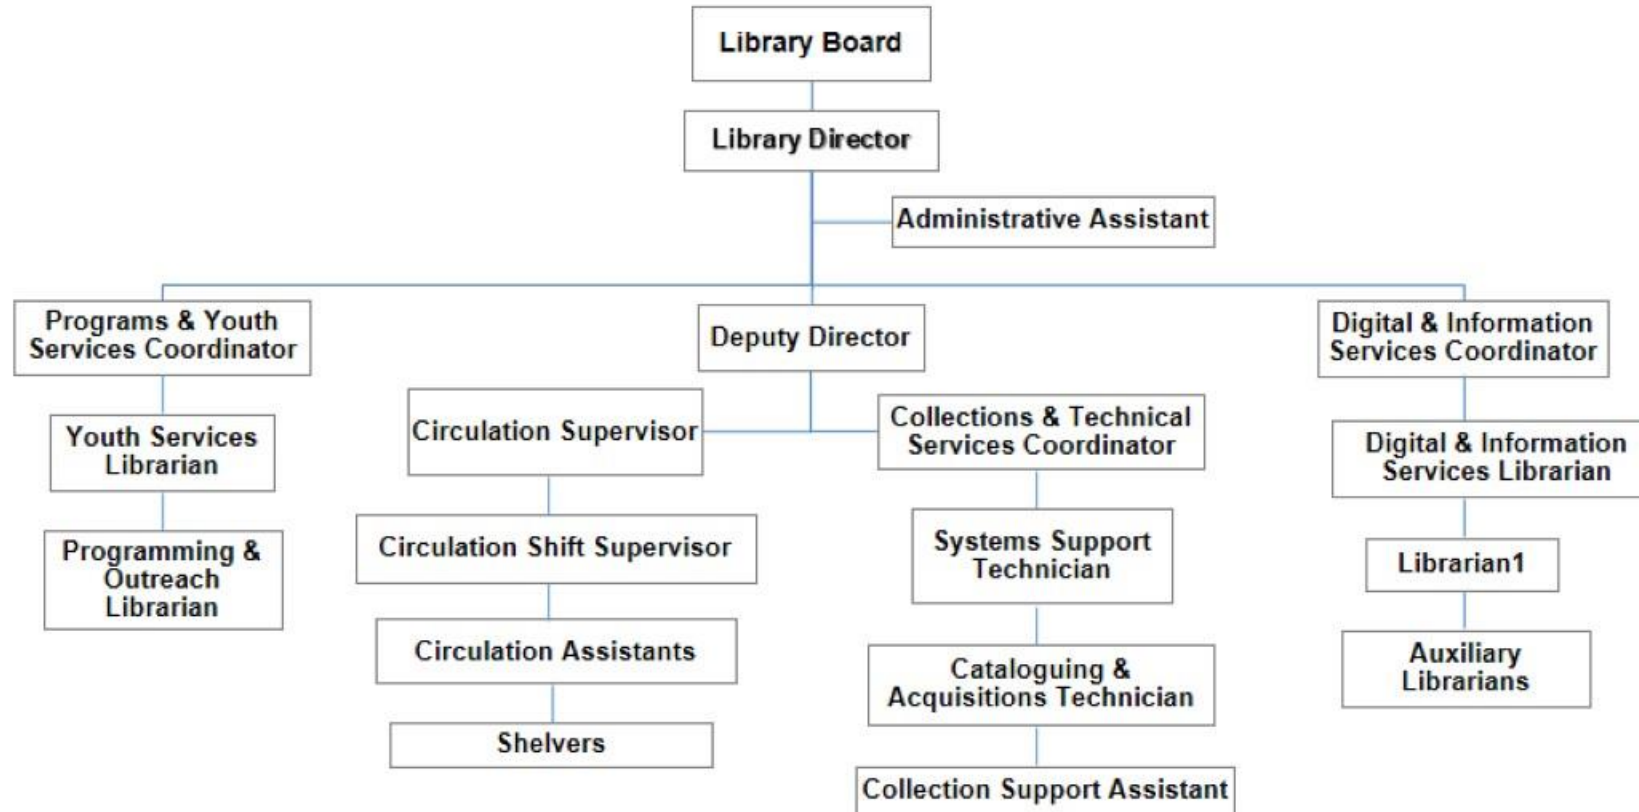 Library Board
Library Director
Administrative Assistant
Programs & Youth
Services Coordinator
Deputy Director
Digital & Information
Services Coordinator
Youth Services
Librarian
Circulation Supervisor
Collections & Technical
Services Coordinator
Digital & Information
Services Librarian
Programming &
Outreach
Librarian
Circulation Shift Supervisor
Systems Support
Technician
Librarian1
Circulation Assistants
Cataloguing &
Acquisitions Technician
Auxiliary
Librarians
Shelvers
Collection Support Assistant